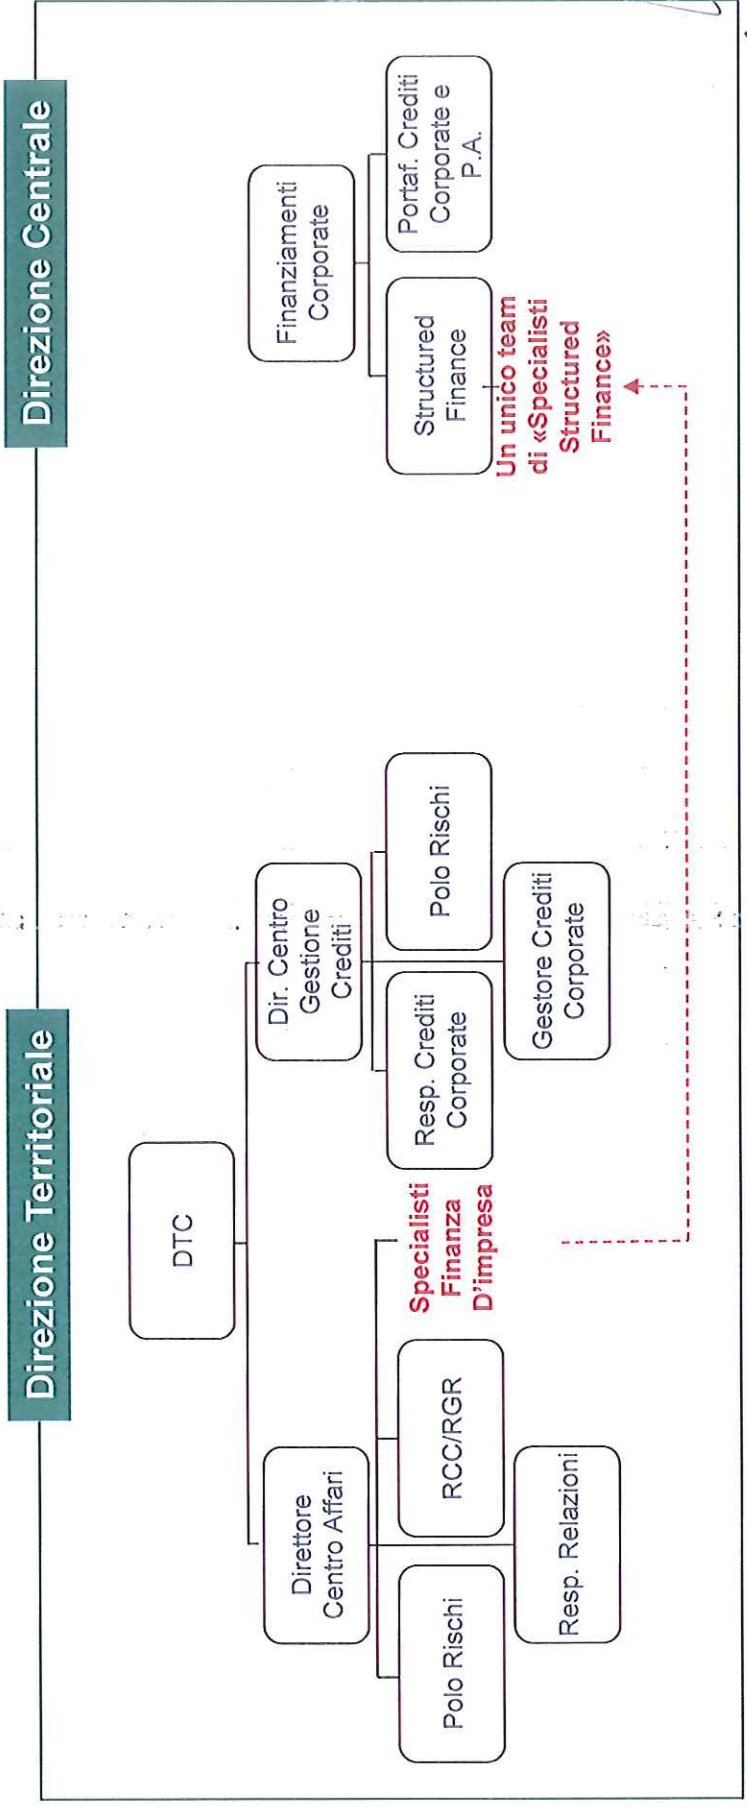 Direzione Territoriale
Direzione Centrale
DTC
Direttore
Centro Affari
Dir. Centro
Gestione
Crediti
Finanziamenti
Corporate
Polo Rischi
RCC/RGR
Specialisti
Finanza
D'impresa
Resp. Crediti
Corporate
Polo Rischi
Structured
Finance
Portaf. Crediti
Corporate e
P.A.
Resp. Relazioni
Gestore Crediti
Corporate
Un unico team
di «Specialisti
Structured
Finance»